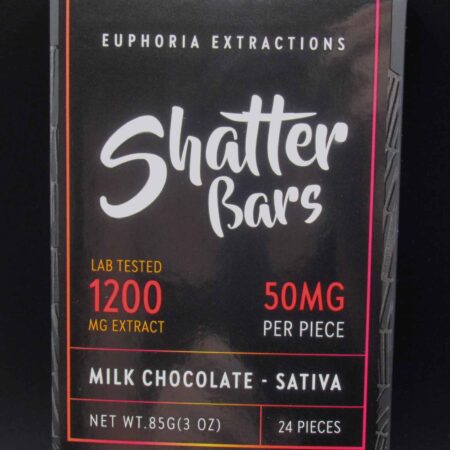 EUPHORIA EXTRACTIONS
Shatter
Bars
LAB TESTED
1200
MG EXTRACT
50MG
PER PIECE
MILK CHOCOLATE - SATIVA
NET WT.85G(3 OZ)
24 PIECES